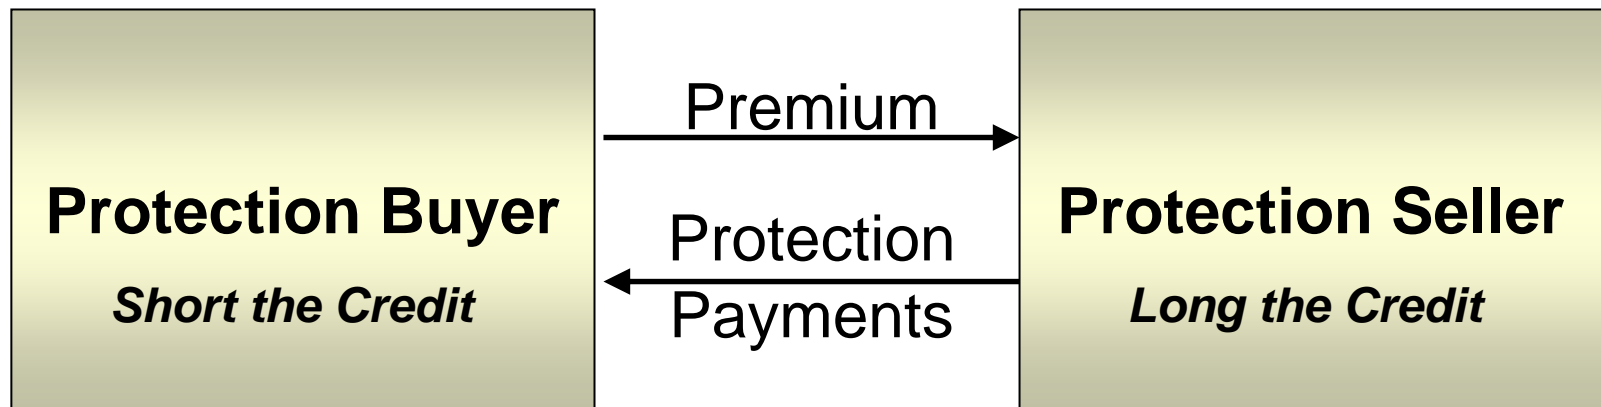 Protection Buyer
Short the Credit
Premium
Protection
Payments
Protection Seller
Long the Credit